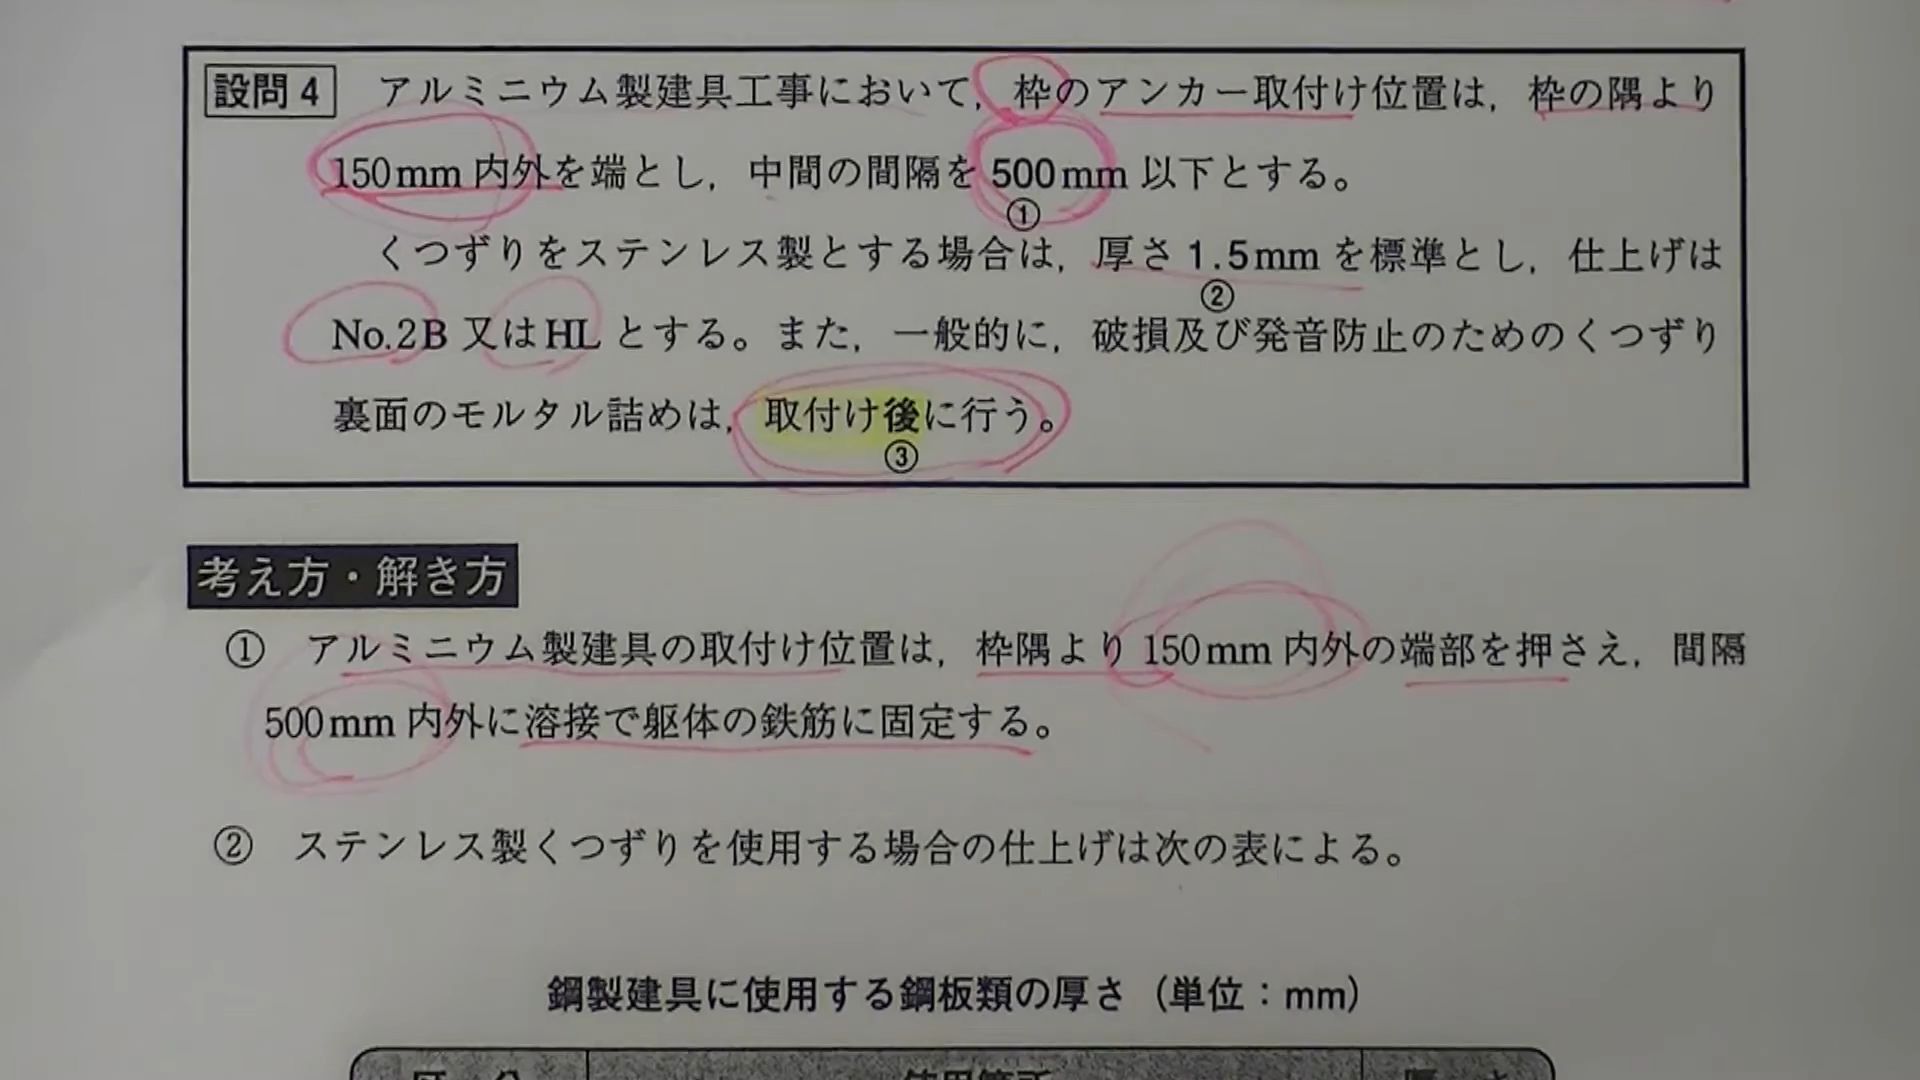 設問4 アルミニウム製建具工事において，枠のアンカー取付け位置は，枠の隅より
150mm 内外を端とし，中間の間隔を 500mm 以下とする。
①
くつずりをステンレス製とする場合は，厚さ 1.5mm を標準とし，仕上げは
②
No.2B 又は HL とする。また，一般的に，破損及び発音防止のためのくつずり
裏面のモルタル詰めは，取付け後に行う。
③
考え方・解き方
① アルミニウム製建具の取付け位置は，枠隅より 150mm 内外の端部を押さえ，間隔
500mm 内外に溶接で躯体の鉄筋に固定する。
② ステンレス製くつずりを使用する場合の仕上げは次の表による。
鋼製建具に使用する鋼板類の厚さ（単位：mm）